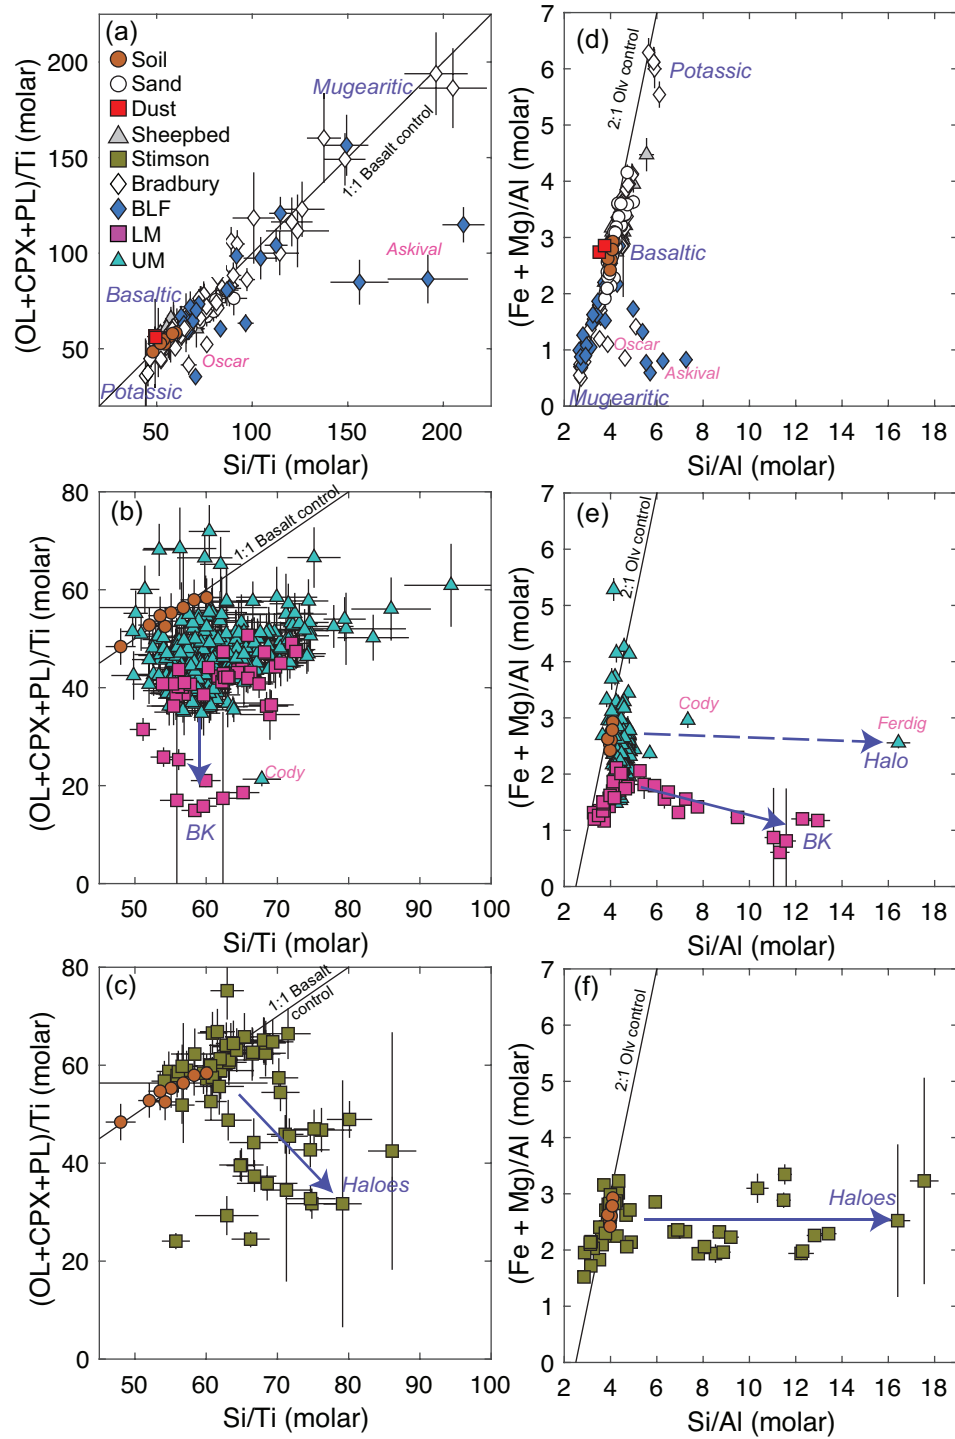 (a)
Soil
Sand
Dust
Sheepbed
Stimson
Bradbury
BLF
LM
UM
Mugearitic
1:1 Basalt control
Askival
Basaltic
Oscar
Potassic
200
150
100
50
50 100 150 200
(OL+CPX+PL)/Ti (molar)
Si/Ti (molar)
(d)
2:1 Olv control
Potassic
Basaltic
Oscar
Askival
Mugearitic
7
6
5
4
3
2
1
0
2 4 6 8 10 12 14 16 18
(Fe + Mg)/Al (molar)
Si/Al (molar)
(b)
1:1 Basalt control
Cody
BK
80
60
40
20
0
50 60 70 80 90 100
(OL+CPX+PL)/Ti (molar)
Si/Ti (molar)
(e)
2:1 Olv control
Cody
Ferdig
Halo
BK
7
6
5
4
3
2
1
0
2 4 6 8 10 12 14 16 18
(Fe + Mg)/Al (molar)
Si/Al (molar)
(c)
1:1 Basalt
control
Haloes
80
60
40
20
0
50 60 70 80 90 100
(OL+CPX+PL)/Ti (molar)
Si/Ti (molar)
(f)
2:1 Olv control
Haloes
7
6
5
4
3
2
1
0
2 4 6 8 10 12 14 16 18
(Fe + Mg)/Al (molar)
Si/Al (molar)